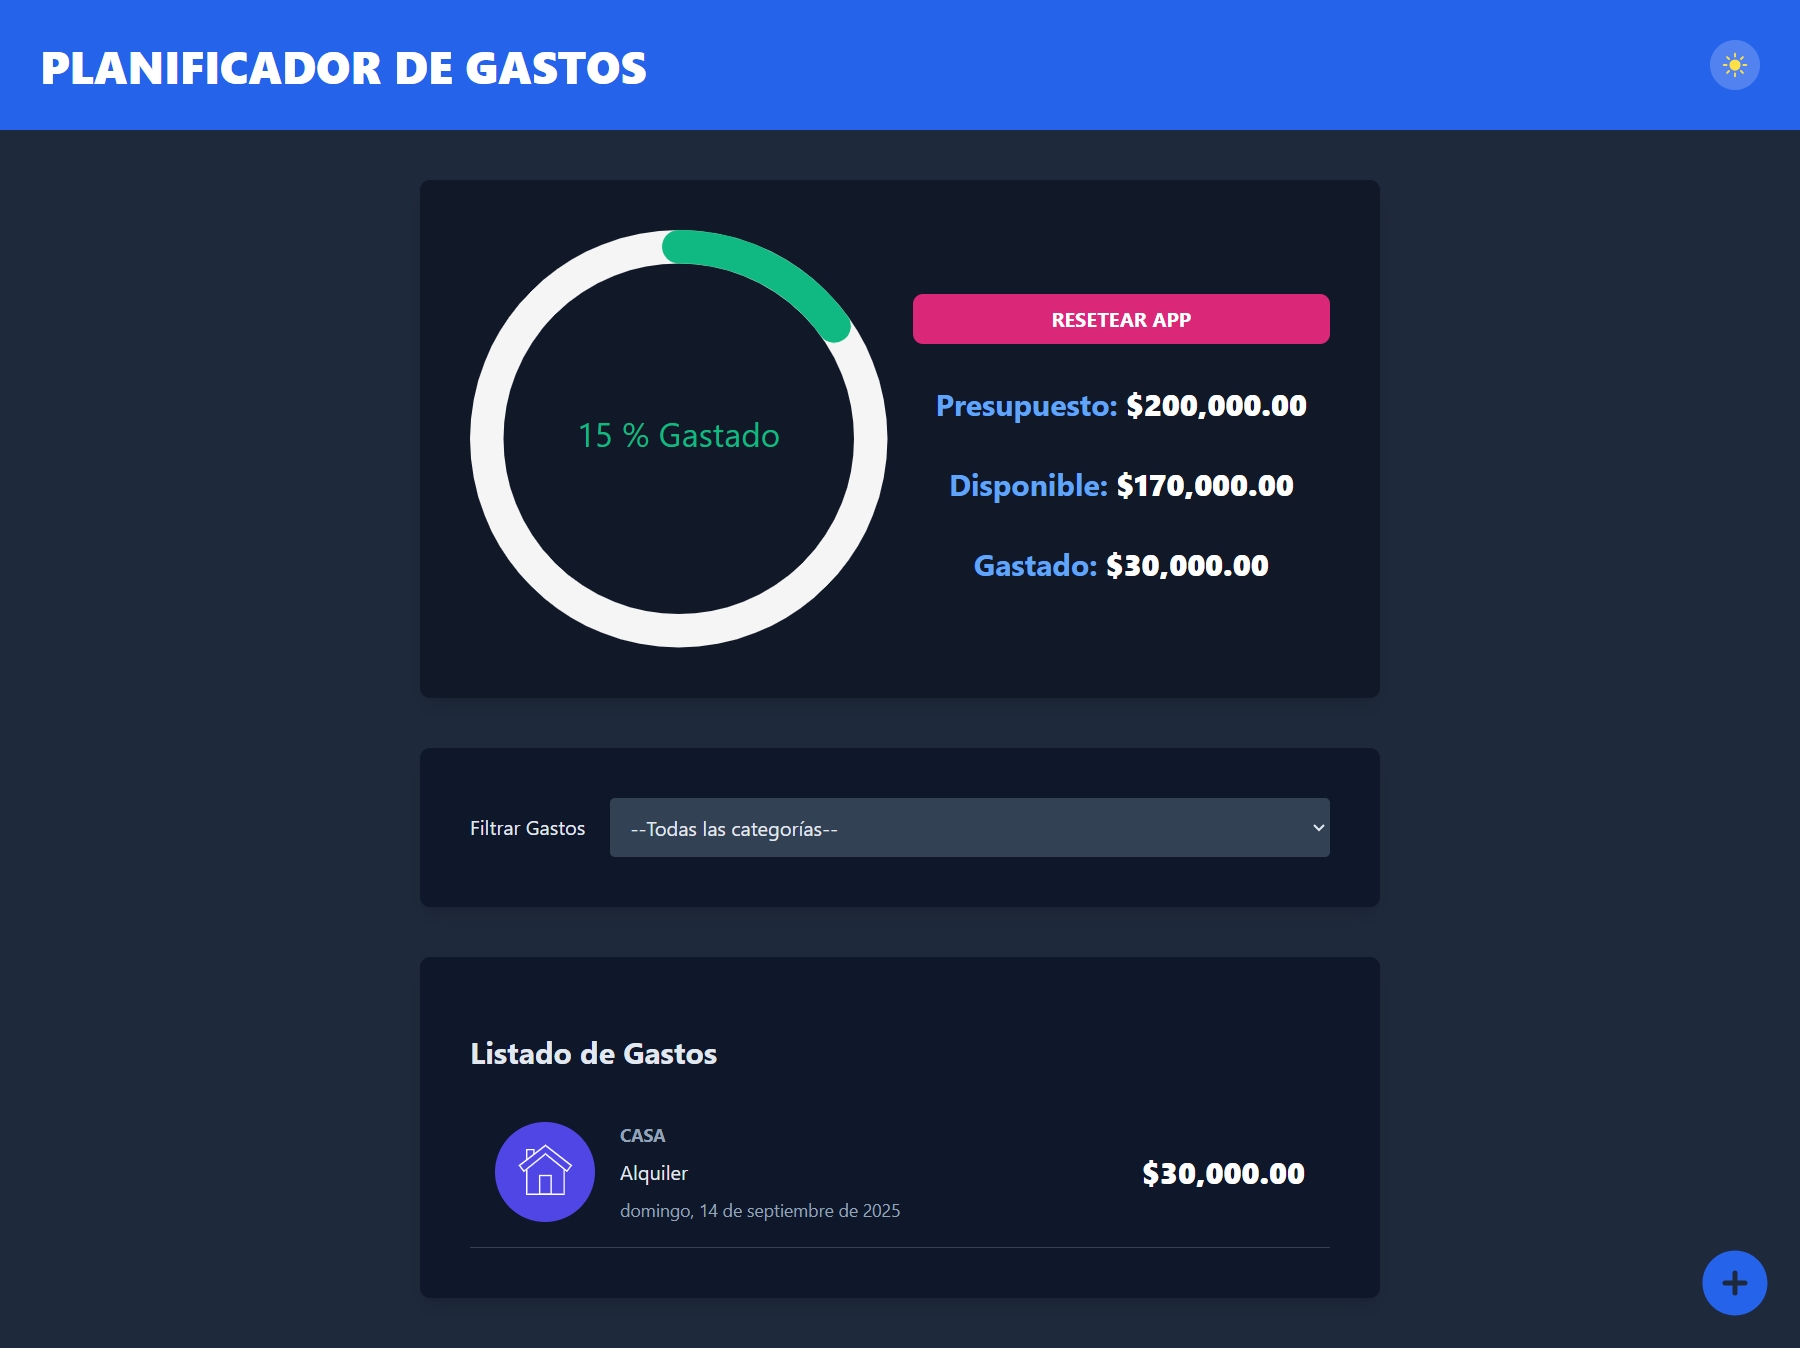 PLANIFICADOR DE GASTOS
15 % Gastado
RESETEAR APP
Presupuesto: $200,000.00
Disponible: $170,000.00
Gastado: $30,000.00
Filtrar Gastos
--Todas las categorías--
Listado de Gastos
CASA
Alquiler
$30,000.00
domingo, 14 de septiembre de 2025